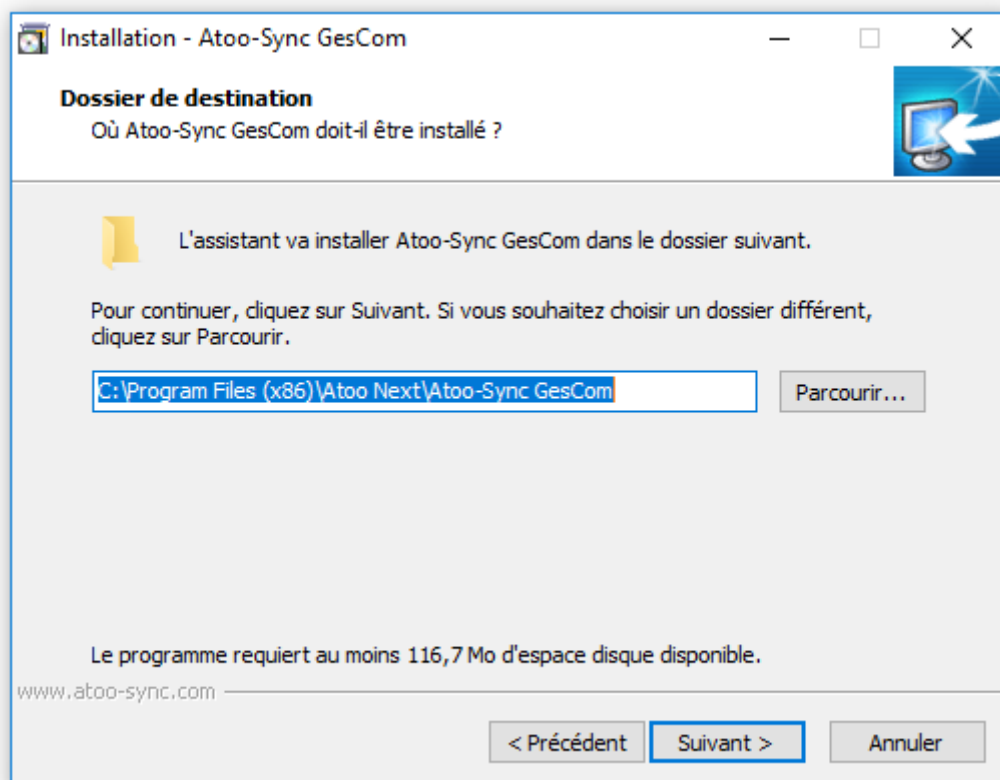 Installation - Atoo-Sync GesCom
Dossier de destination
Où Atoo-Sync GesCom doit-il être installé ?
L'assistant va installer Atoo-Sync GesCom dans le dossier suivant.
Pour continuer, cliquez sur Suivant. Si vous souhaitez choisir un dossier différent,
cliquez sur Parcourir.
C:\Program Files (x86)\Atoo Next\Atoo-Sync GesCom
Parcourir...
Le programme requiert au moins 116,7 Mo d'espace disque disponible.
www.atoo-sync.com
< Précédent
Suivant >
Annuler